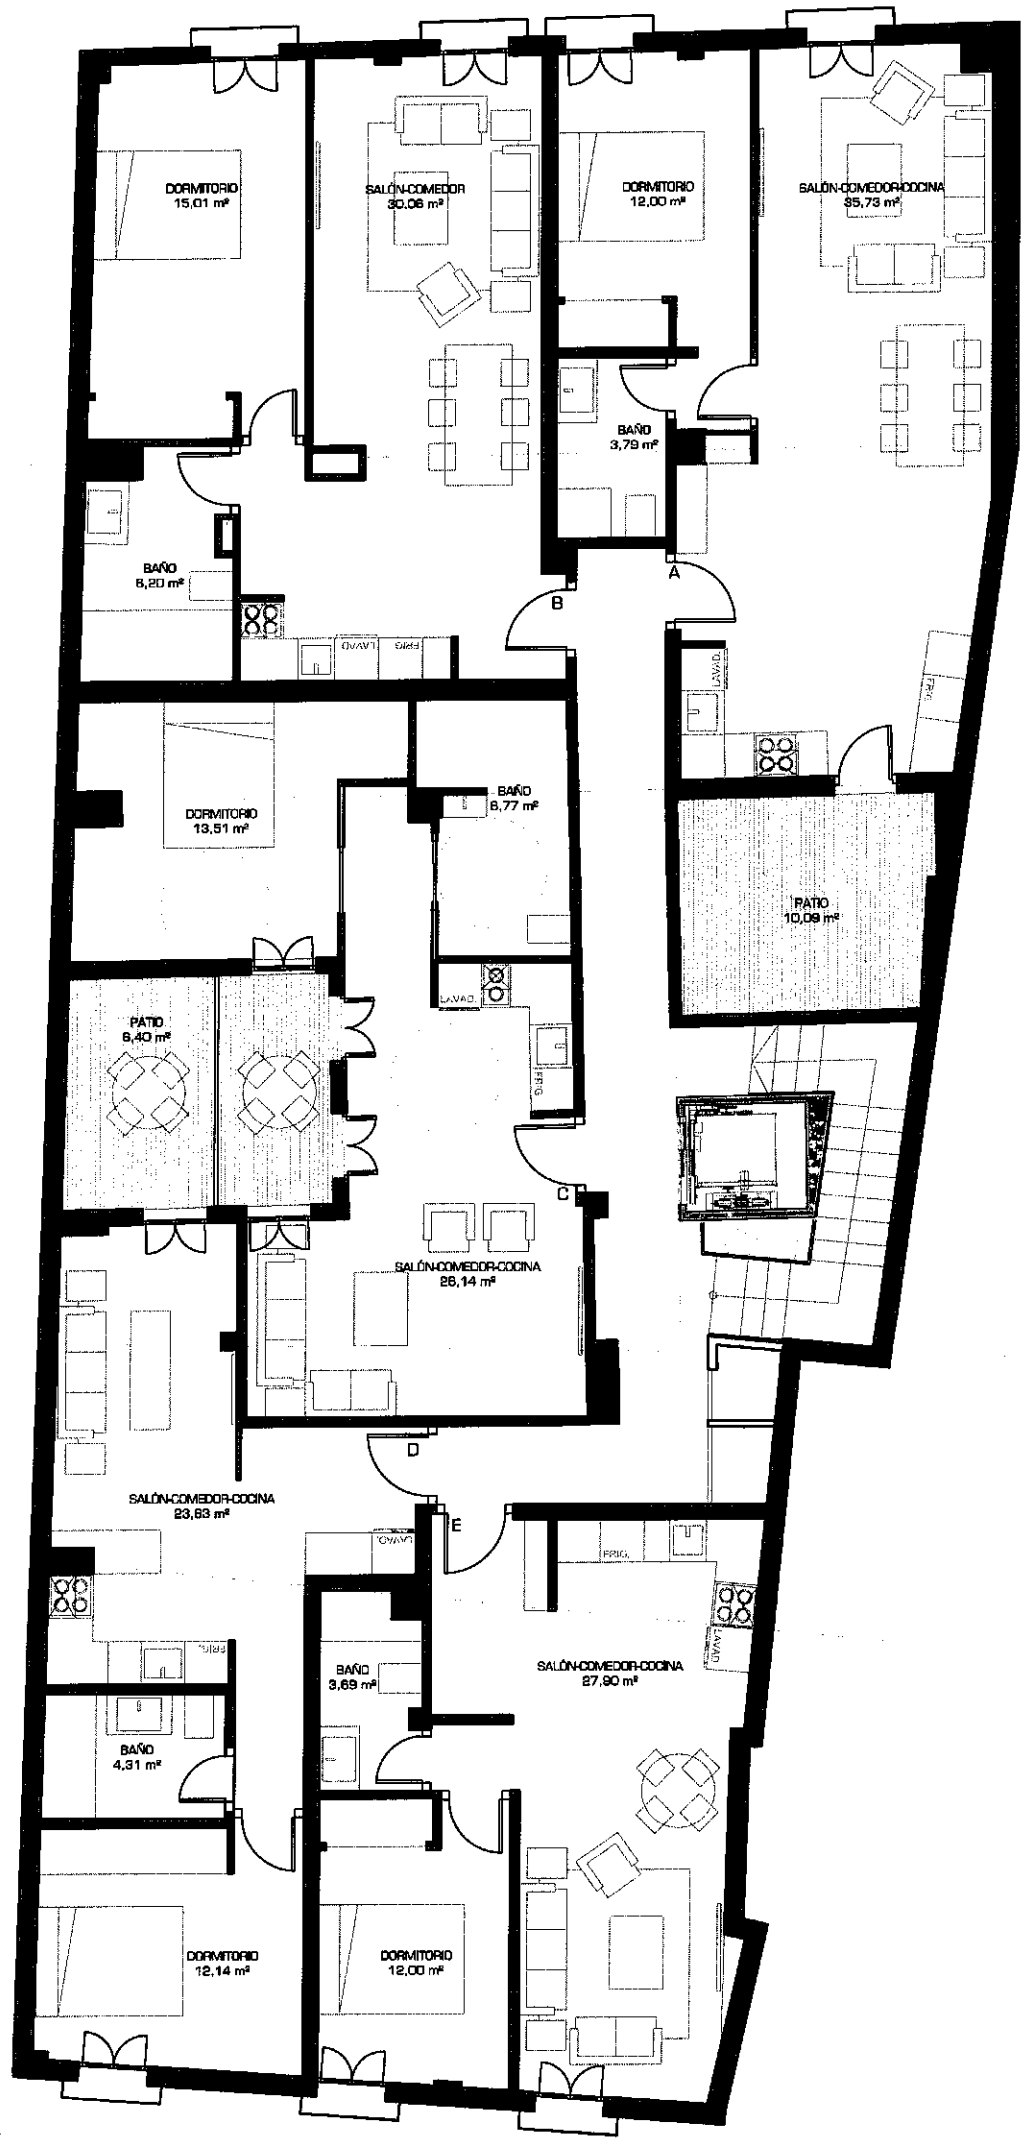 DORMITORIO
15,01 m²
SALÓN-COMEDOR
30.06 m²
DORMITORIO
12,00 m²
SALÓN-COMEDOR-COCINA
35,73 m²
BAÑO
3,79 m²
BAÑO
6,20 m²
A
B
LAVAD.
FRIG.
LAVAD.
FRIG.
DORMITORIO
13,51 m²
BAÑO
6,77 m²
PATIO
10,09 m²
LAVAD.
FRIG.
PATIO
6,40 m²
C
SALÓN-COMEDOR-COCINA
26,14 m²
D
SALÓN-COMEDOR-COCINA
23,63 m²
E
LAVAD.
FRIG.
LAVAD.
FRIG.
BAÑO
3,69 m²
SALÓN-COMEDOR-COCINA
27,90 m²
BAÑO
4,31 m²
DORMITORIO
12,14 m²
DORMITORIO
12,00 m²